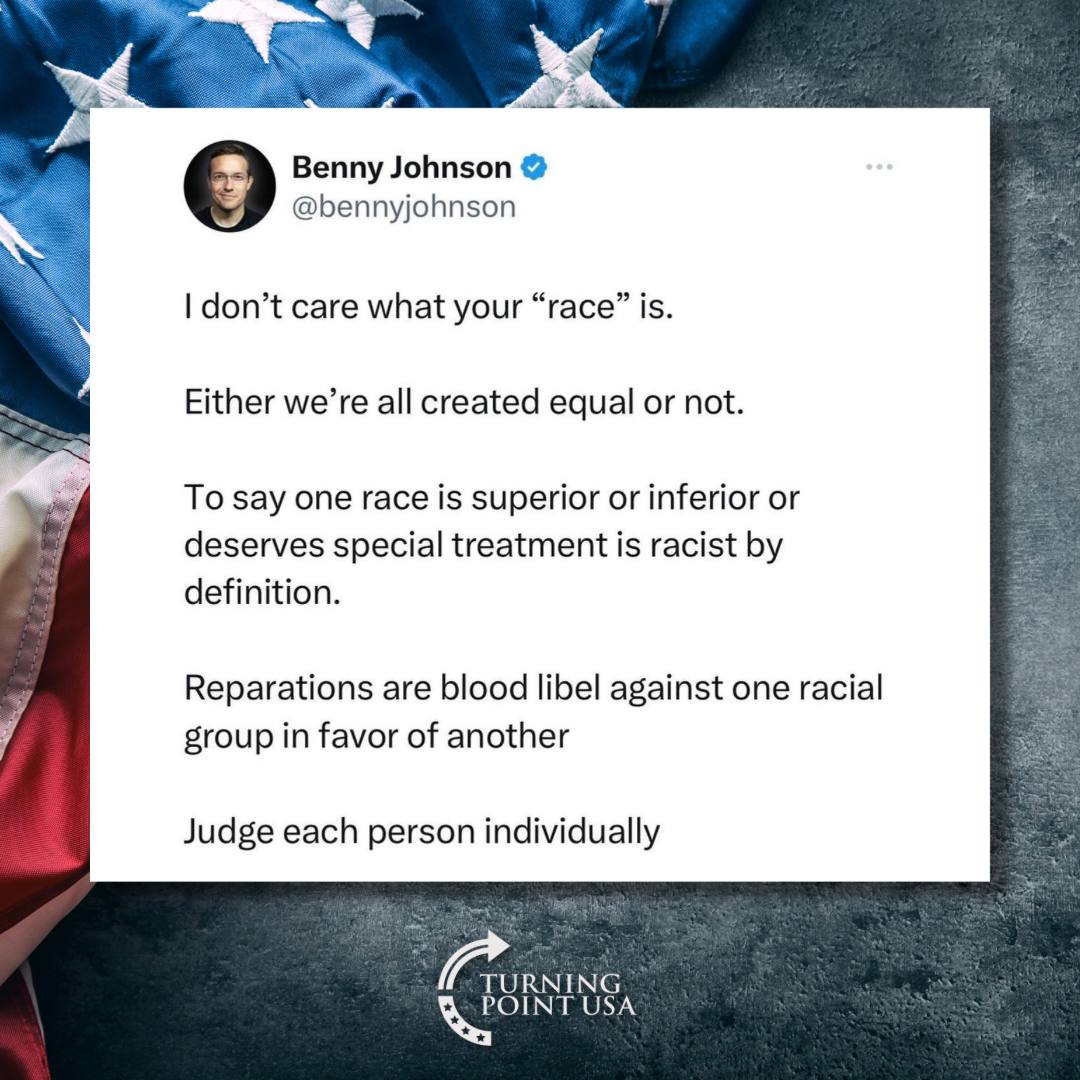 Benny Johnson
@bennyjohnson
I don’t care what your “race” is.
Either we’re all created equal or not.
To say one race is superior or inferior or
deserves special treatment is racist by
definition.
Reparations are blood libel against one racial
group in favor of another
Judge each person individually
TURNING
POINT USA